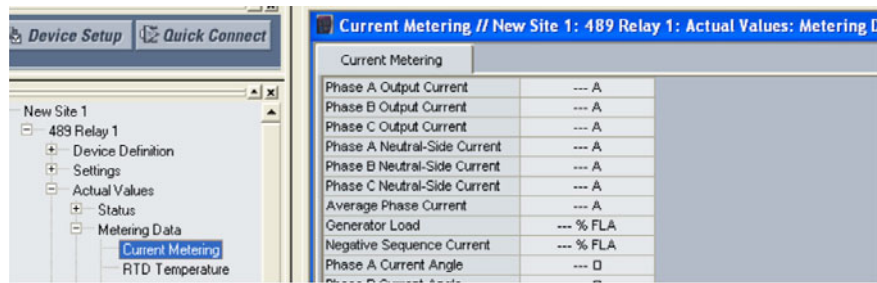 Device Setup
Quick Connect
New Site 1
489 Relay 1
Device Definition
Settings
Actual Values
Status
Metering Data
Current Metering
RTD Temperature
Current Metering // New Site 1: 489 Relay 1: Actual Values: Metering
Current Metering
Phase A Output Current --- A
Phase B Output Current --- A
Phase C Output Current --- A
Phase A Neutral-Side Current --- A
Phase B Neutral-Side Current --- A
Phase C Neutral-Side Current --- A
Average Phase Current --- A
Generator Load --- % FLA
Negative Sequence Current --- % FLA
Phase A Current Angle ---